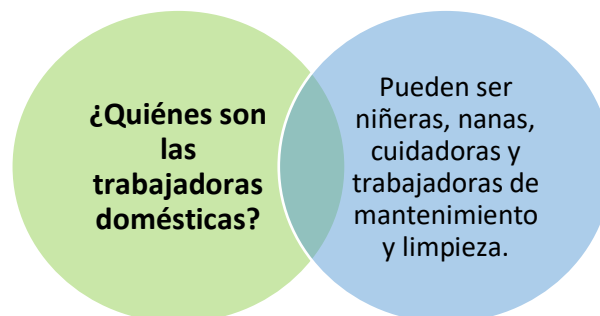 ¿Quiénes son
las
trabajadoras
domésticas?
Pueden ser
niñeras, nanas,
cuidadoras y
trabajadoras de
mantenimiento
y limpieza.